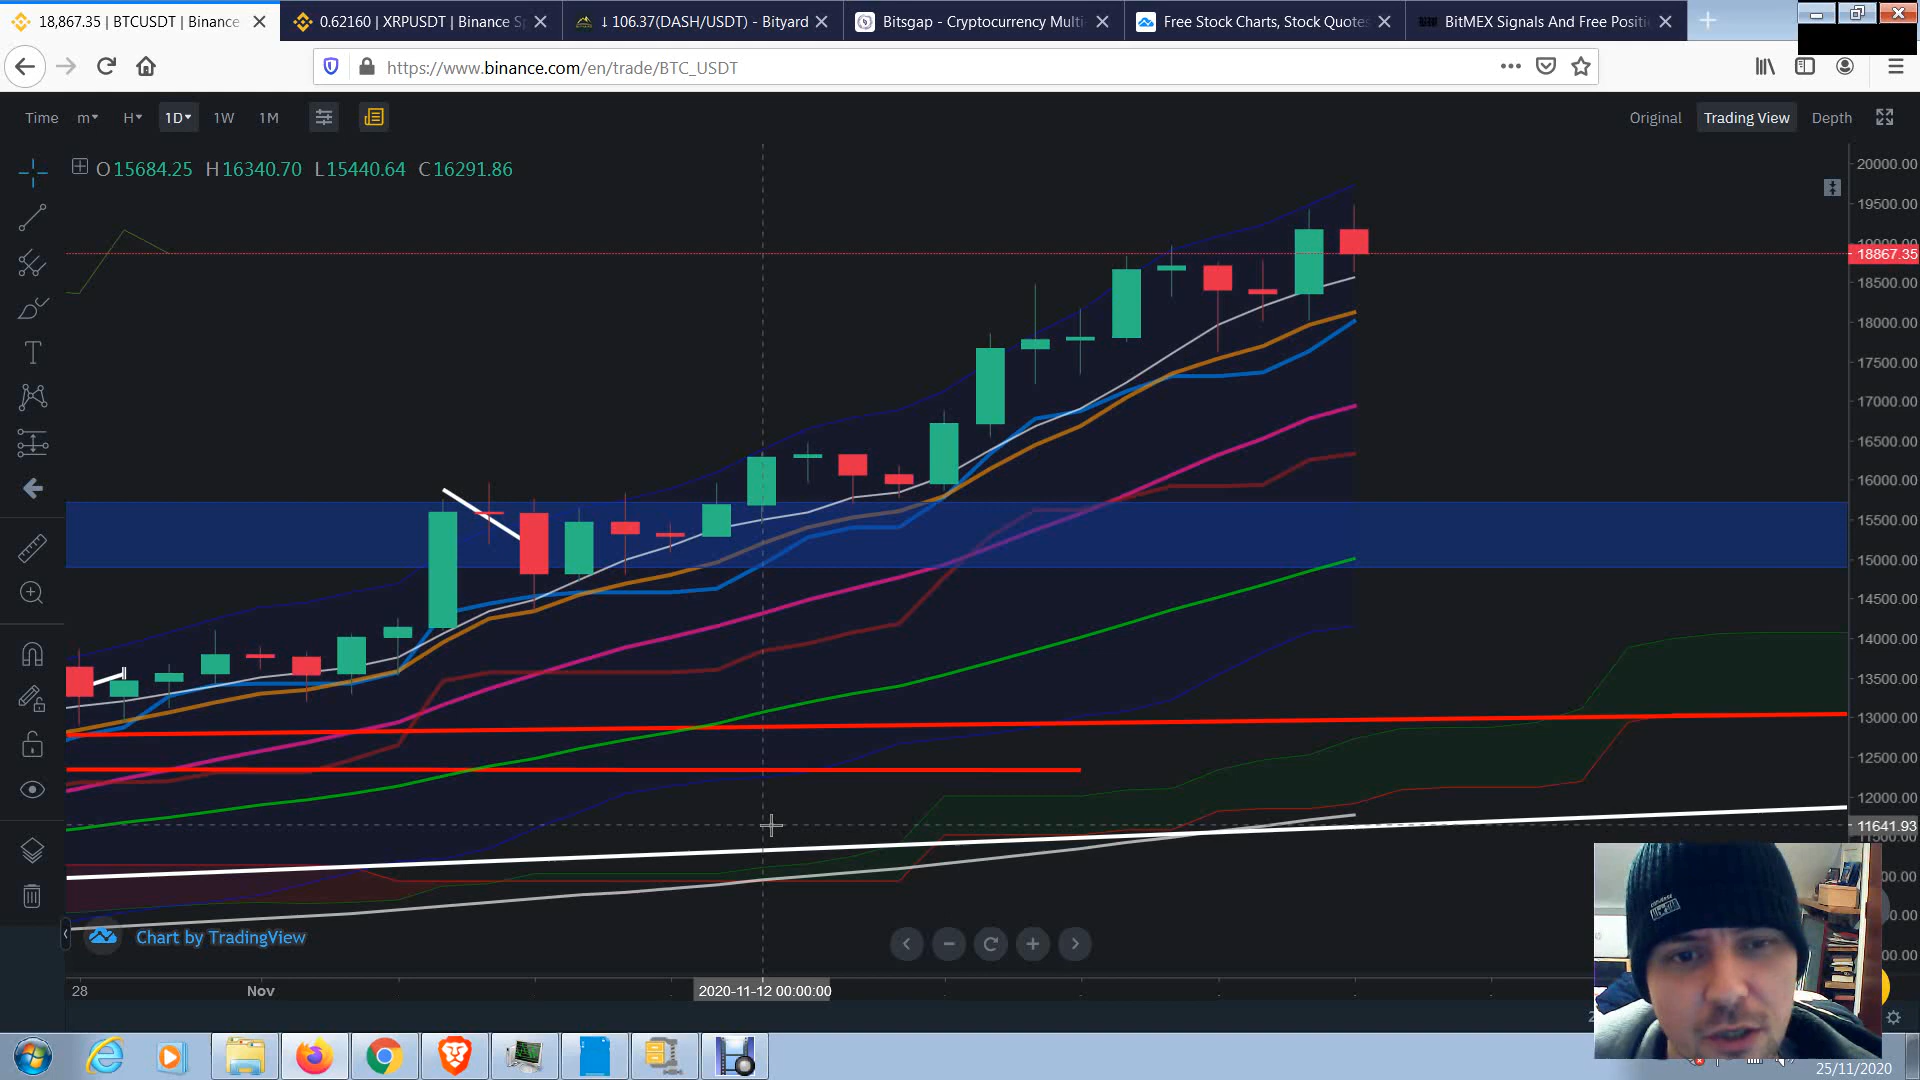 18,867.35 | BTCUSDT | Binance
0.62160 | XRPUSDT | Binance Sp
↓ 106.37(DASH/USDT) - Bityard
Bitsgap - Cryptocurrency Multi-
Free Stock Charts, Stock Quotes
BitMEX Signals And Free Positi
https://www.binance.com/en/trade/BTC_USDT
Time m▾ H▾ 1D▾ 1W 1M
Original Trading View Depth
O15684.25 H16340.70 L15440.64 C16291.86
20000.00
19500.00
18867.35
18500.00
18000.00
17500.00
17000.00
16500.00
16000.00
15500.00
15000.00
14500.00
14000.00
13500.00
13000.00
12500.00
12000.00
11641.93
Chart by TradingView
28 Nov 2020-11-12 00:00:00
25/11/2020